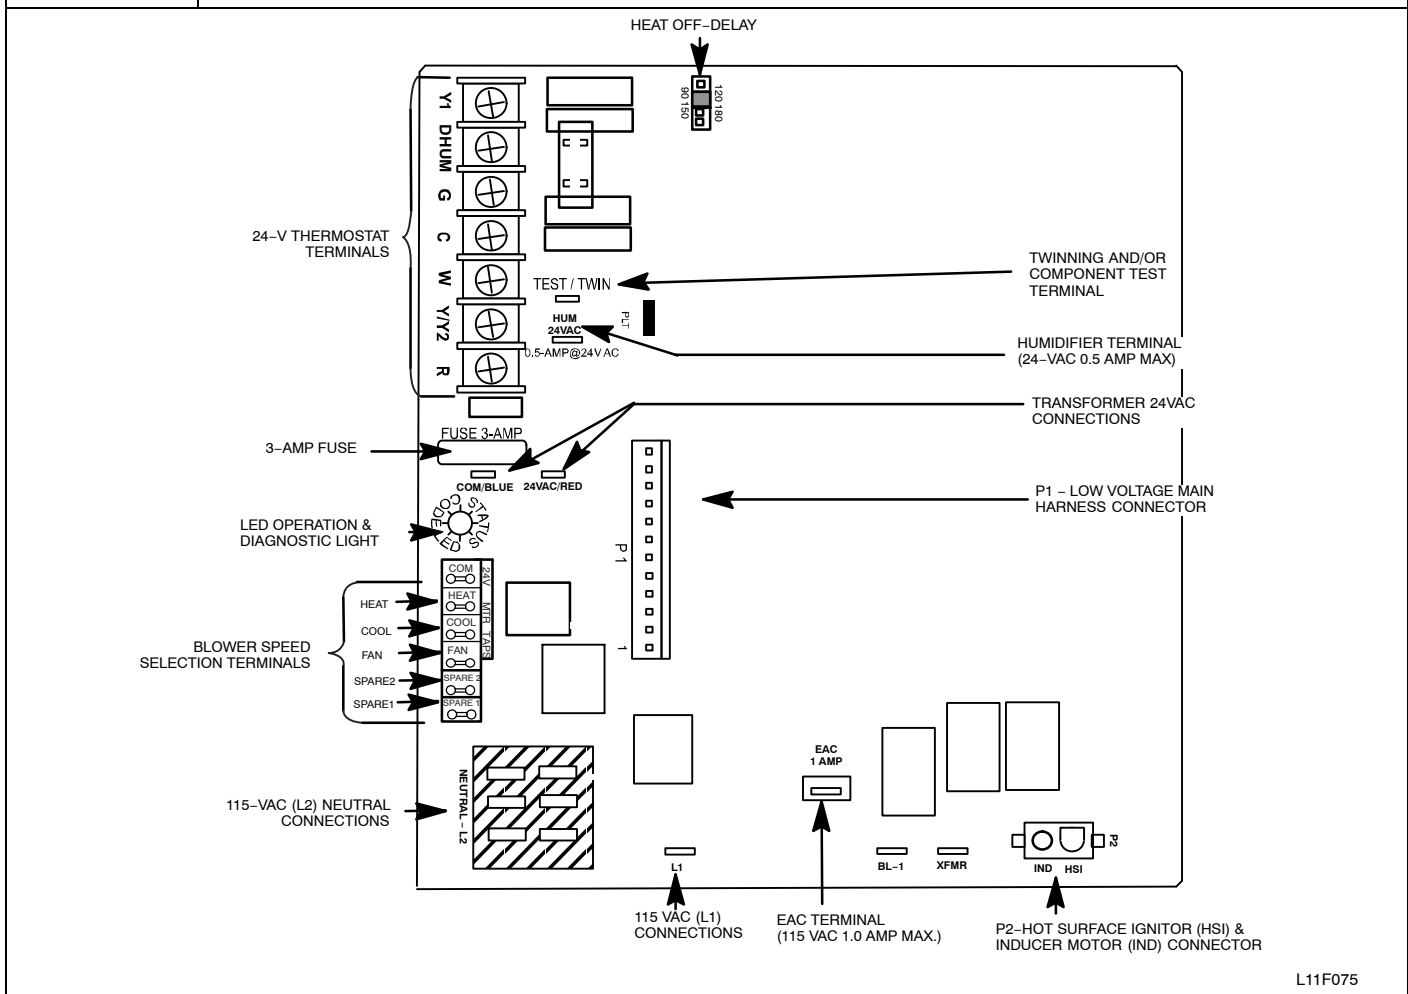 HEAT OFF−DELAY
120 180
90 150
Y1
DHUM
G
C
W
Y/Y2
R
24−V THERMOSTAT
TERMINALS
TEST / TWIN
HUM
24VAC
0.5-AMP@24VAC
PLT
TWINNING AND/OR
COMPONENT TEST
TERMINAL
HUMIDIFIER TERMINAL
(24−VAC 0.5 AMP MAX)
TRANSFORMER 24VAC
CONNECTIONS
FUSE 3-AMP
3−AMP FUSE
COM/BLUE
24VAC/RED
P1 − LOW VOLTAGE MAIN
HARNESS CONNECTOR
STATUS
CODE
LED
LED OPERATION &
DIAGNOSTIC LIGHT
P 1
1
COM
HEAT
COOL
FAN
SPARE 2
SPARE 1
24V
MTR TAPS
HEAT
COOL
FAN
SPARE2
SPARE1
BLOWER SPEED
SELECTION TERMINALS
NEUTRAL − L2
115−VAC (L2) NEUTRAL
CONNECTIONS
EAC
1 AMP
L1
BL−1
XFMR
IND
HSI
P2
115 VAC (L1)
CONNECTIONS
EAC TERMINAL
(115 VAC 1.0 AMP MAX.)
P2−HOT SURFACE IGNITOR (HSI) &
INDUCER MOTOR (IND) CONNECTOR
L11F075